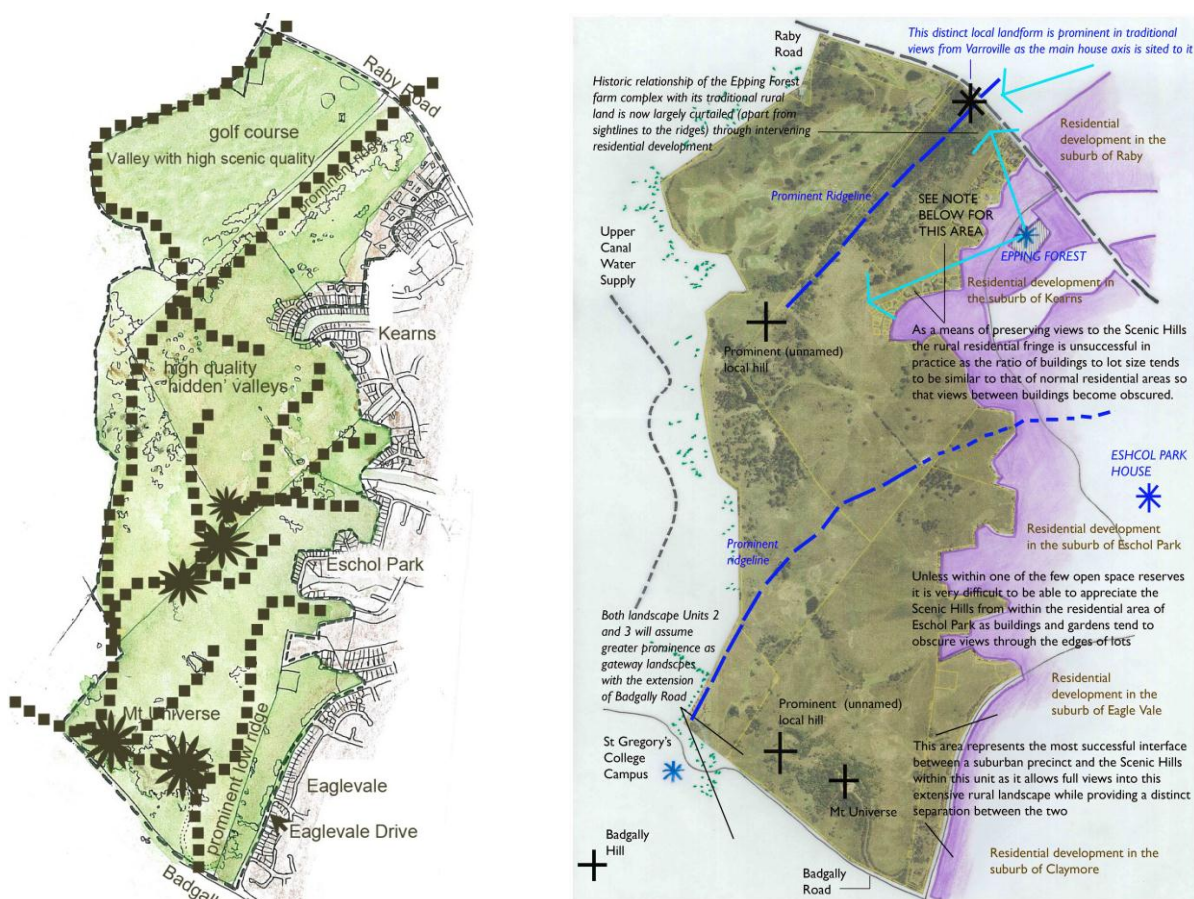 Raby Road
golf course
Valley with high scenic quality
prominent ridge
Kearns
high quality
'hidden' valleys
Eschol Park
Mt Universe
prominent low ridge
Eaglevale
Eaglevale Drive
Badgally
Raby
Road
This distinct local landform is prominent in traditional
views from Varroville as the main house axis is sited to it
Historic relationship of the Epping Forest
farm complex with its traditional rural
land is now largely curtailed (apart from
sightlines to the ridges) through intervening
residential development
Residential
development in the
suburb of Raby
Prominent Ridgeline
SEE NOTE
BELOW FOR
THIS AREA
Upper
Canal
Water
Supply
EPPING FOREST
Residential development in
the suburb of Kearns
Prominent (unnamed)
local hill
As a means of preserving views to the Scenic Hills
the rural residential fringe is unsuccessful in
practice as the ratio of buildings to lot size tends
to be similar to that of normal residential areas so
that views between buildings become obscured.
ESHCOL PARK
HOUSE
Prominent
ridgeline
Residential development
in the suburb of Eschol Park
Unless within one of the few open space reserves
it is very difficult to be able to appreciate the
Scenic Hills from within the residential area of
Eschol Park as buildings and gardens tend to
obscure views through the edges of lots
Both landscape Units 2
and 3 will assume
greater prominence as
gateway landscpes
with the extension
of Badgally Road
Residential
development in the
suburb of Eagle Vale
Prominent (unnamed)
local hill
St Gregory's
College
Campus
This area represents the most successful interface
between a suburban precinct and the Scenic Hills
within this unit as it allows full views into this
extensive rural landscape while providing a distinct
separation between the two
Mt Universe
Badgally
Hill
Residential development in the
suburb of Claymore
Badgally
Road